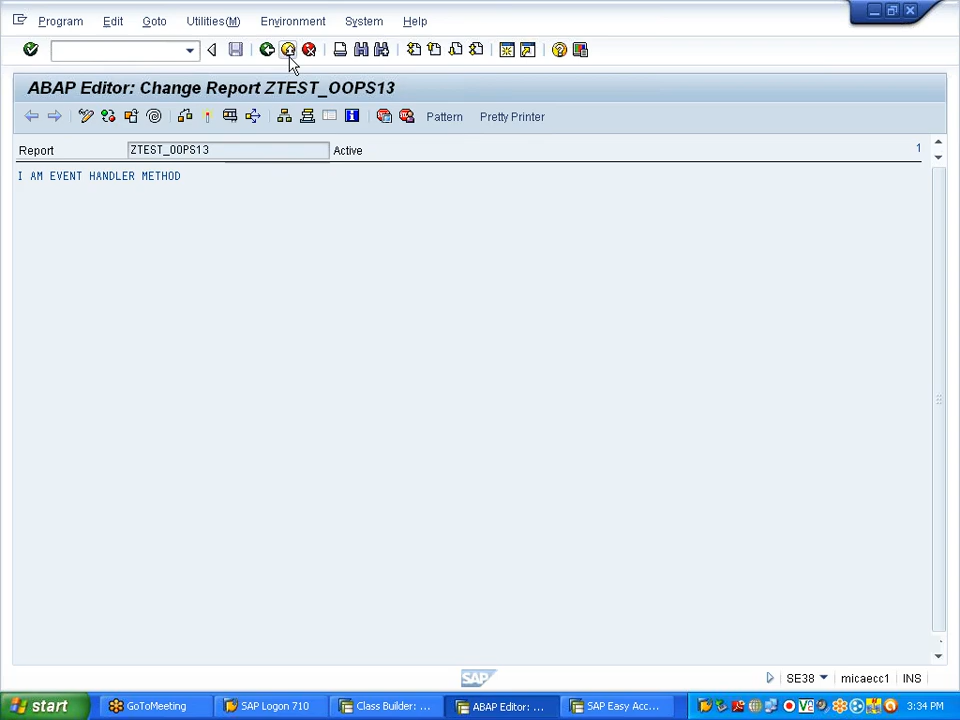 Program Edit Goto Utilities(M) Environment System Help
ABAP Editor: Change Report ZTEST_OOPS13
Pattern Pretty Printer
Report ZTEST_OOPS13 Active 1
I AM EVENT HANDLER METHOD
SAP
SE38 micaecc1 INS
start GoToMeeting SAP Logon 710 Class Builder: ... ABAP Editor: ... SAP Easy Acc... 3:34 PM